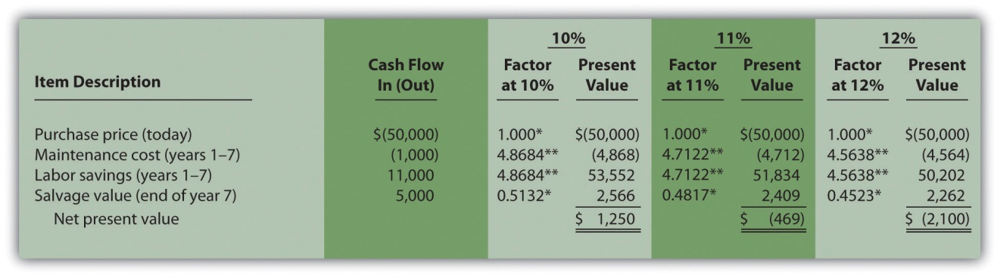 10% 11% 12%
Cash Flow Factor Present Factor Present Factor Present
Item Description In (Out) at 10% Value at 11% Value at 12% Value
Purchase price (today) $(50,000) 1.000* $(50,000) 1.000* $(50,000) 1.000* $(50,000)
Maintenance cost (years 1–7) (1,000) 4.8684** (4,868) 4.7122** (4,712) 4.5638** (4,564)
Labor savings (years 1–7) 11,000 4.8684** 53,552 4.7122** 51,834 4.5638** 50,202
Salvage value (end of year 7) 5,000 0.5132* 2,566 0.4817* 2,409 0.4523* 2,262
Net present value $ 1,250 $ (469) $ (2,100)